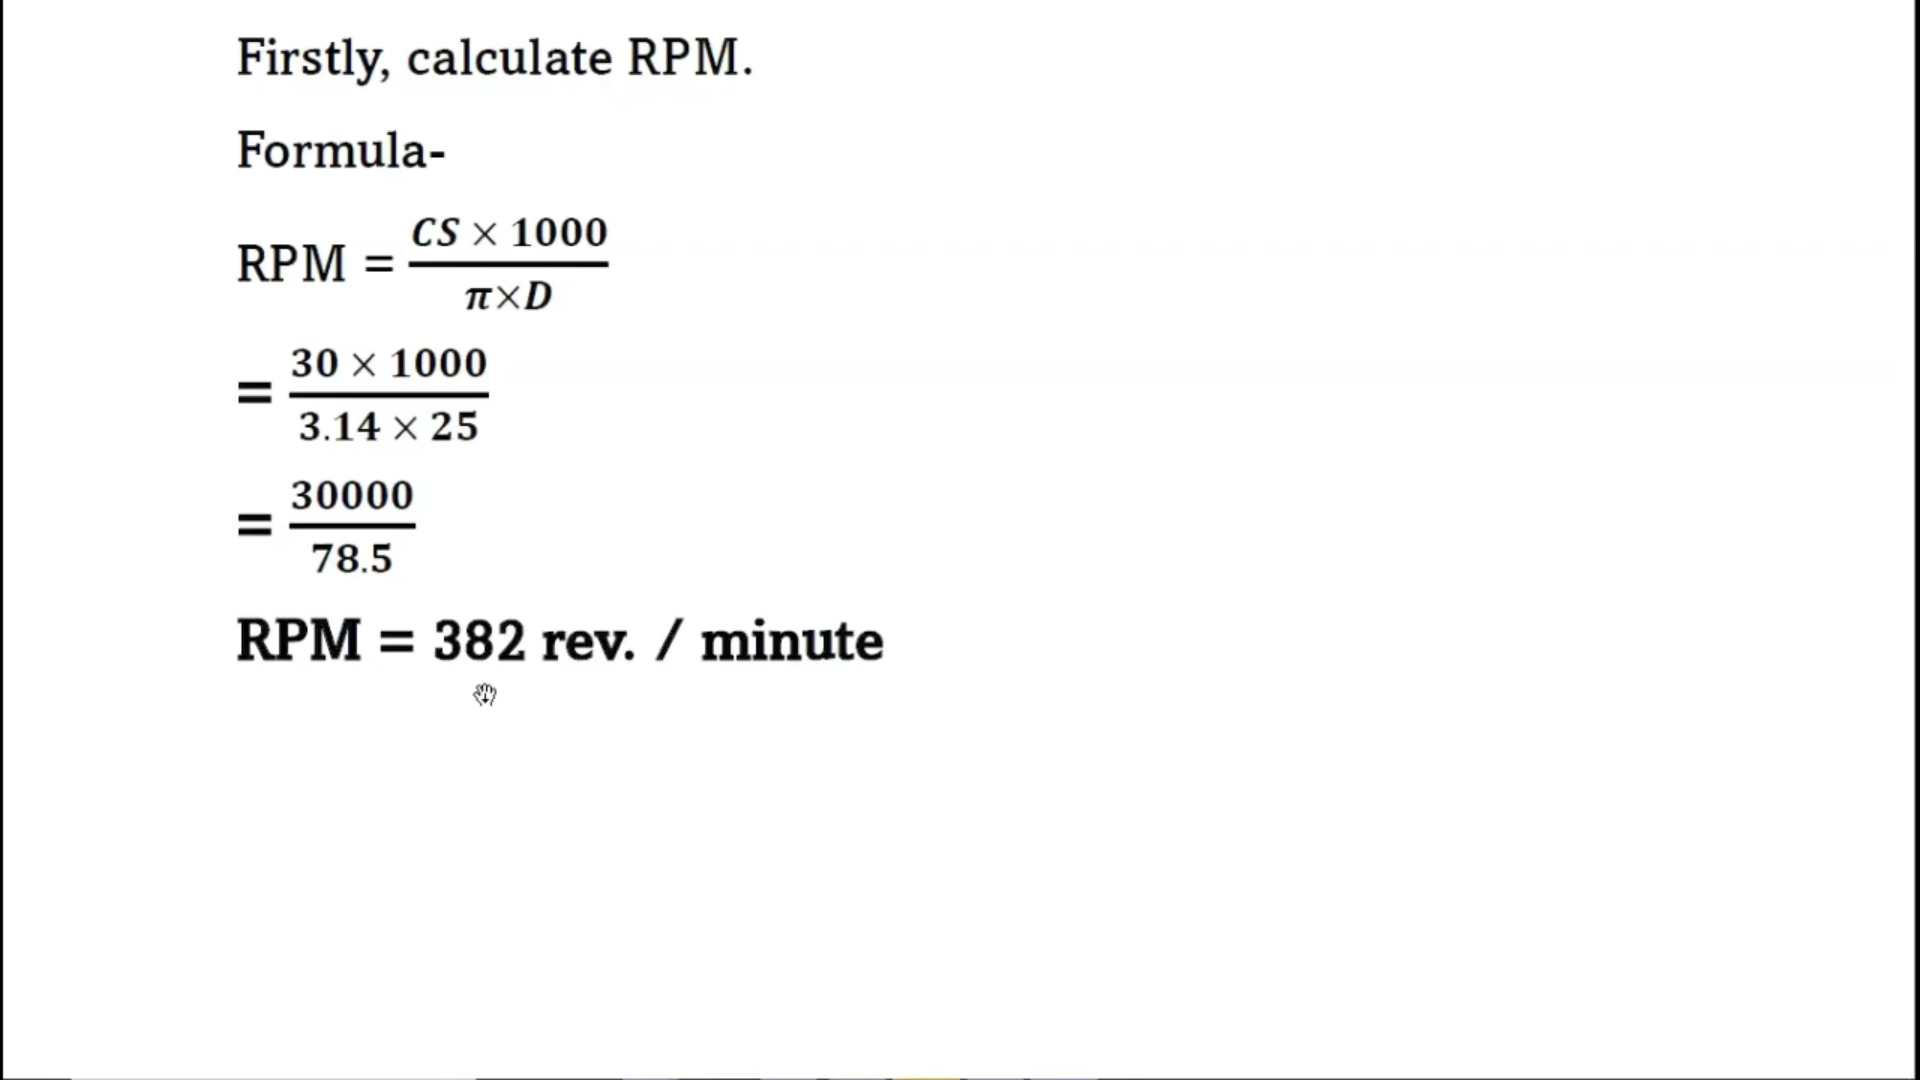 Firstly, calculate RPM.
Formula-
RPM = CS × 1000 / π×D
= 30 × 1000 / 3.14 × 25
= 30000 / 78.5
RPM = 382 rev. / minute